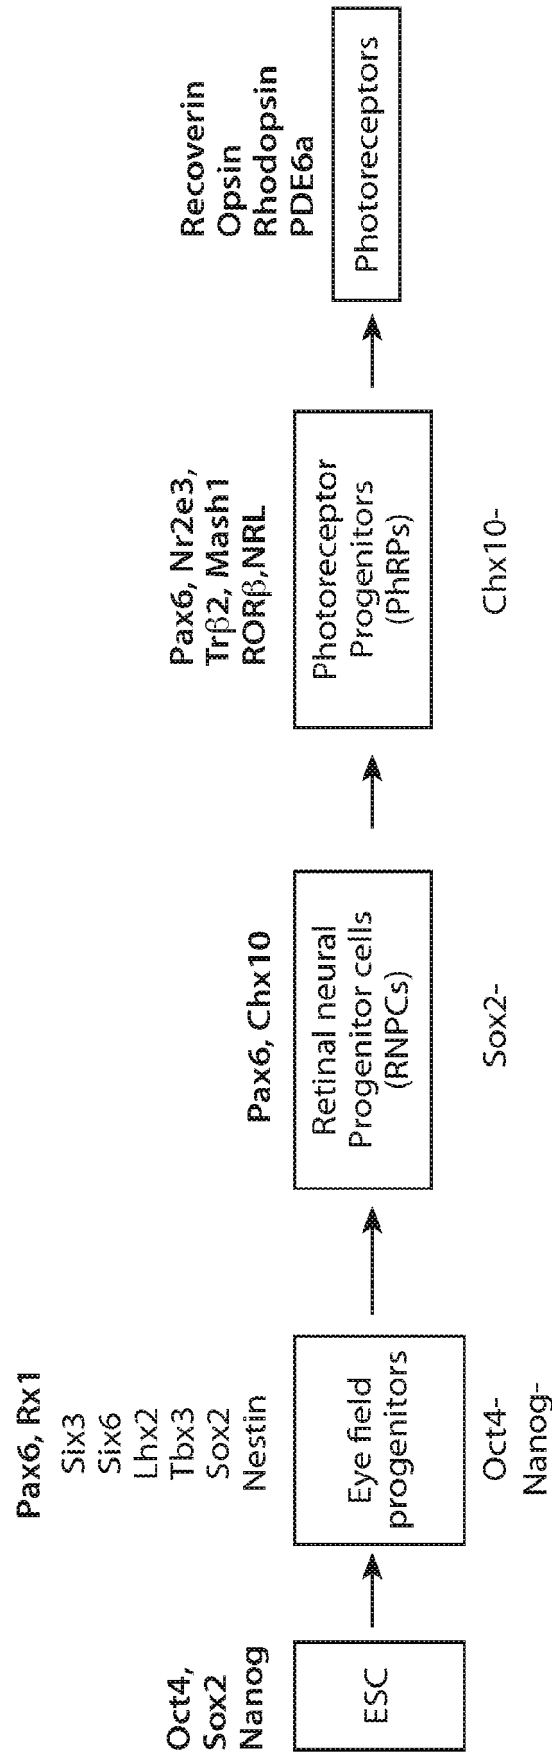 Oct4,
Sox2
Nanog
ESC
Pax6, Rx1
Six3
Six6
Lhx2
Tbx3
Sox2
Nestin
Eye field
progenitors
Oct4-
Nanog-
Pax6, Chx10
Retinal neural
Progenitor cells
(RNPCs)
Sox2-
Pax6, Nr2e3,
Trβ2, Mash1
RORβ,NRL
Photoreceptor
Progenitors
(PhRPs)
Chx10-
Recoverin
Opsin
Rhodopsin
PDE6a
Photoreceptors